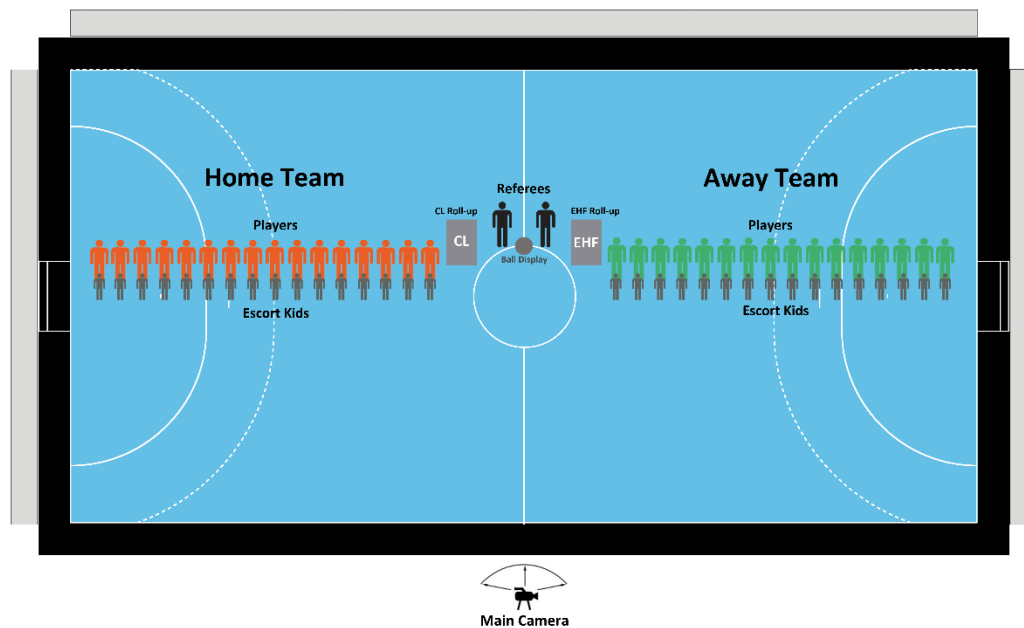 Home Team
Away Team
Referees
CL Roll-up
EHF Roll-up
Players
Players
CL
EHF
Ball Display
Escort Kids
Escort Kids
Main Camera